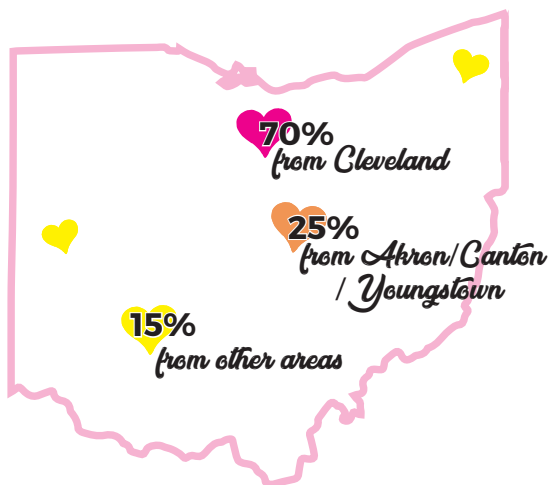 70%
from Cleveland
25%
from Akron/Canton
/ Youngstown
15%
from other areas